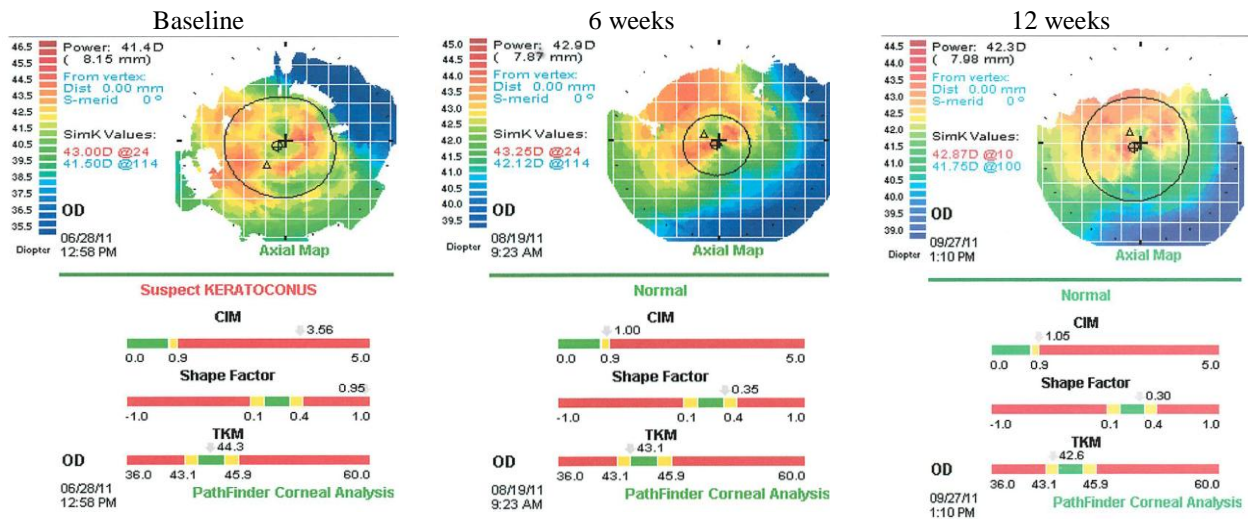 Baseline
46.5
45.5
44.5
43.5
42.5
41.5
40.5
39.5
38.5
37.5
36.5
35.5
Diopter
Power: 41.4D
( 8.15 mm)
From vertex:
Dist 0.00 mm
S-merid 0 °
SimK Values:
43.00D @24
41.50D @114
OD
06/28/11
12:58 PM
Axial Map
Suspect KERATOCONUS
CIM
3.56
0.0 0.9 5.0
Shape Factor
0.95
-1.0 0.1 0.4 1.0
TKM
44.3
OD
36.0 43.1 45.9 60.0
06/28/11
12:58 PM
PathFinder Corneal Analysis
6 weeks
45.0
44.5
44.0
43.5
43.0
42.5
42.0
41.5
41.0
40.5
40.0
39.5
Diopter
Power: 42.9D
( 7.87 mm)
From vertex:
Dist 0.00 mm
S-merid 0 °
SimK Values:
43.25D @24
42.12D @114
OD
08/19/11
9:23 AM
Axial Map
Normal
CIM
1.00
0.0 0.9 5.0
Shape Factor
0.35
-1.0 0.1 0.4 1.0
TKM
43.1
OD
36.0 43.1 45.9 60.0
08/19/11
9:23 AM
PathFinder Corneal Analysis
12 weeks
44.5
44.0
43.5
43.0
42.5
42.0
41.5
41.0
40.5
40.0
39.5
39.0
Diopter
Power: 42.3D
( 7.98 mm)
From vertex:
Dist 0.00 mm
S-merid 0 °
SimK Values:
42.87D @10
41.75D @100
OD
09/27/11
1:10 PM
Axial Map
Normal
CIM
1.05
0.0 0.9 5.0
Shape Factor
0.30
-1.0 0.1 0.4 1.0
TKM
42.6
OD
36.0 43.1 45.9 60.0
09/27/11
1:10 PM
PathFinder Corneal Analysis